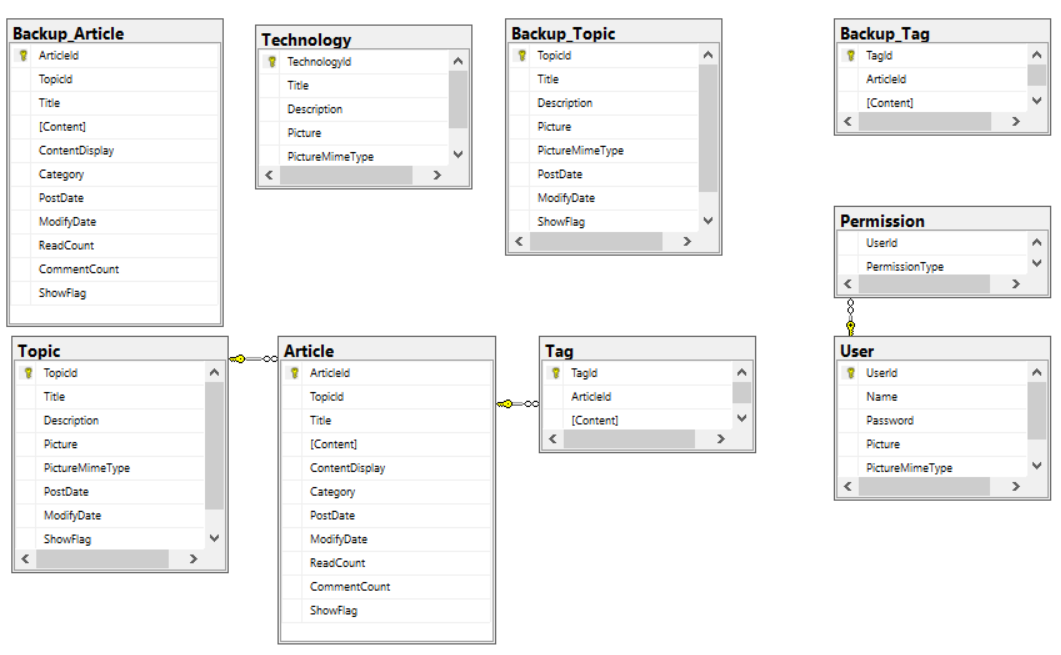 Backup_Article
ArticleId
TopicId
Title
[Content]
ContentDisplay
Category
PostDate
ModifyDate
ReadCount
CommentCount
ShowFlag
Technology
TechnologyId
Title
Description
Picture
PictureMimeType
Backup_Topic
TopicId
Title
Description
Picture
PictureMimeType
PostDate
ModifyDate
ShowFlag
Backup_Tag
TagId
ArticleId
[Content]
Permission
UserId
PermissionType
Topic
TopicId
Title
Description
Picture
PictureMimeType
PostDate
ModifyDate
ShowFlag
Article
ArticleId
TopicId
Title
[Content]
ContentDisplay
Category
PostDate
ModifyDate
ReadCount
CommentCount
ShowFlag
Tag
TagId
ArticleId
[Content]
User
UserId
Name
Password
Picture
PictureMimeType